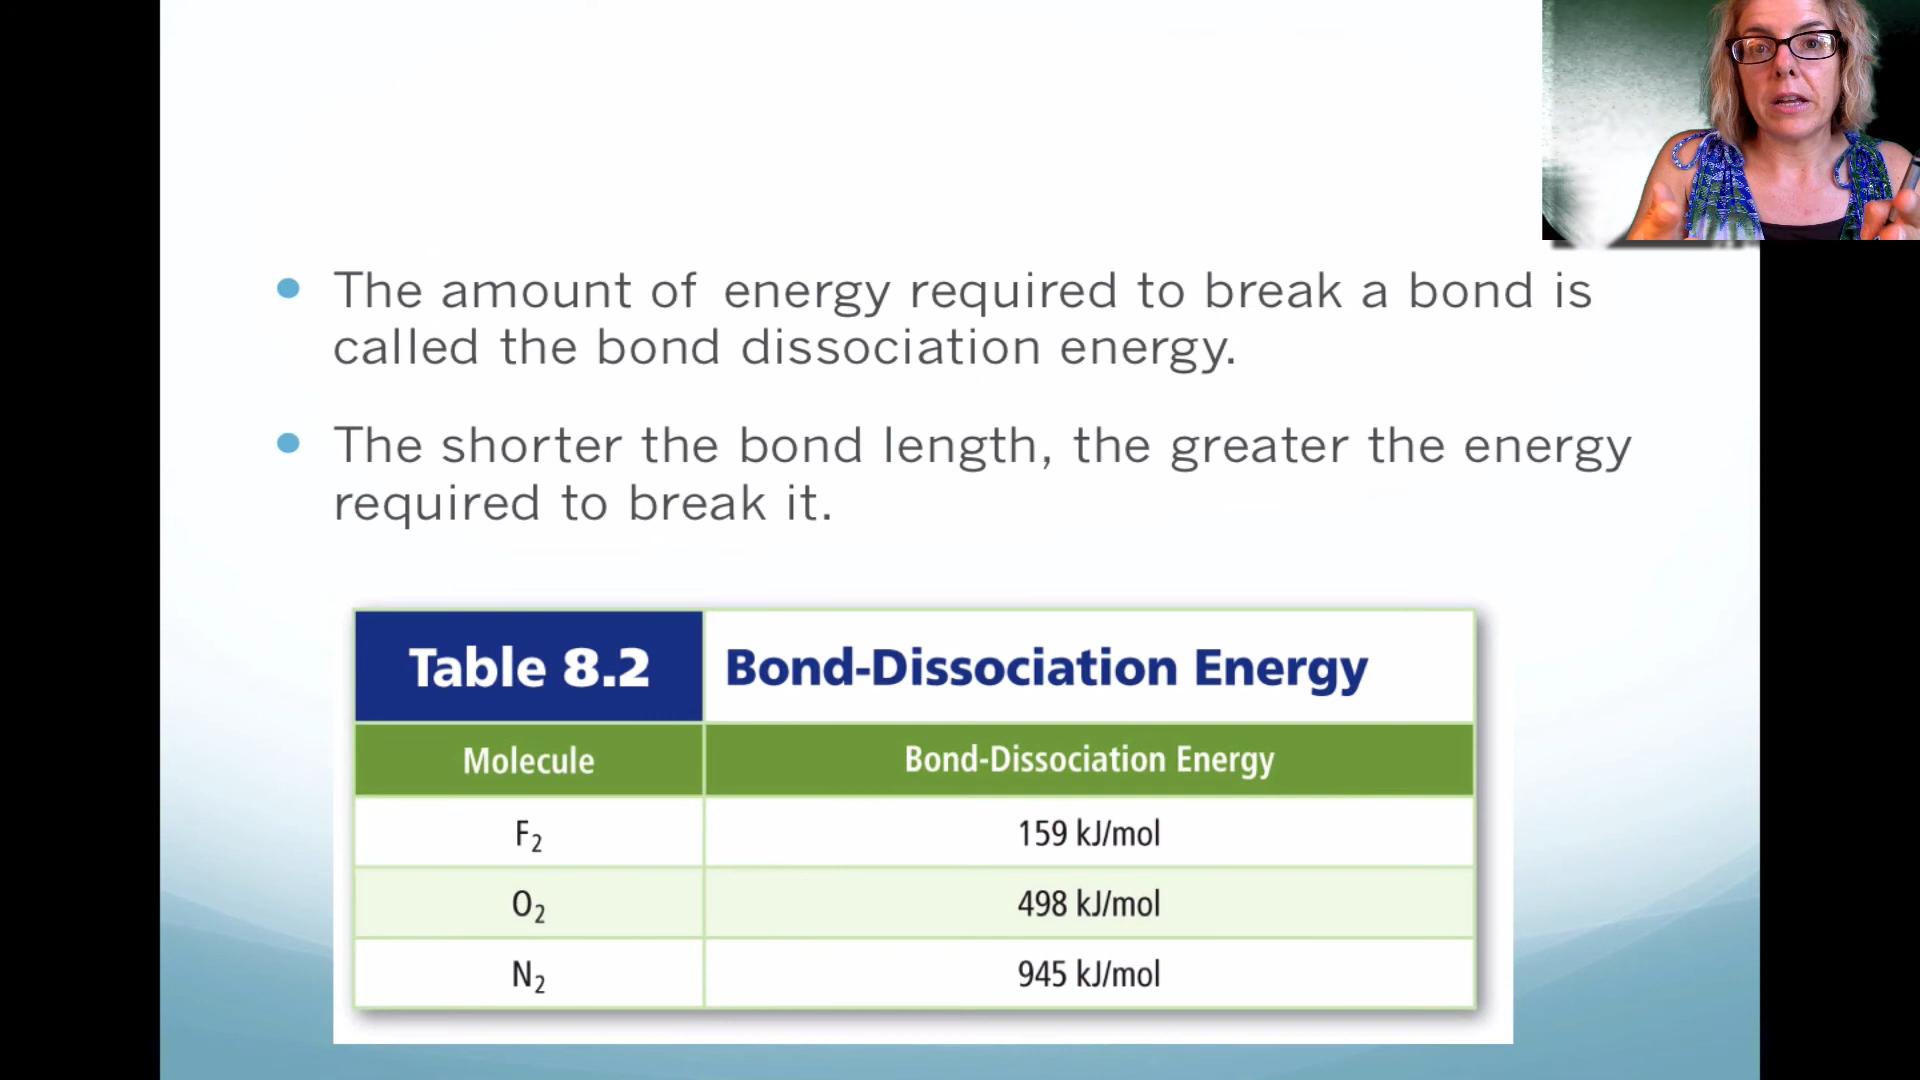 The amount of energy required to break a bond is
called the bond dissociation energy.
The shorter the bond length, the greater the energy
required to break it.
Table 8.2 Bond-Dissociation Energy
Molecule Bond-Dissociation Energy
F₂ 159 kJ/mol
O₂ 498 kJ/mol
N₂ 945 kJ/mol